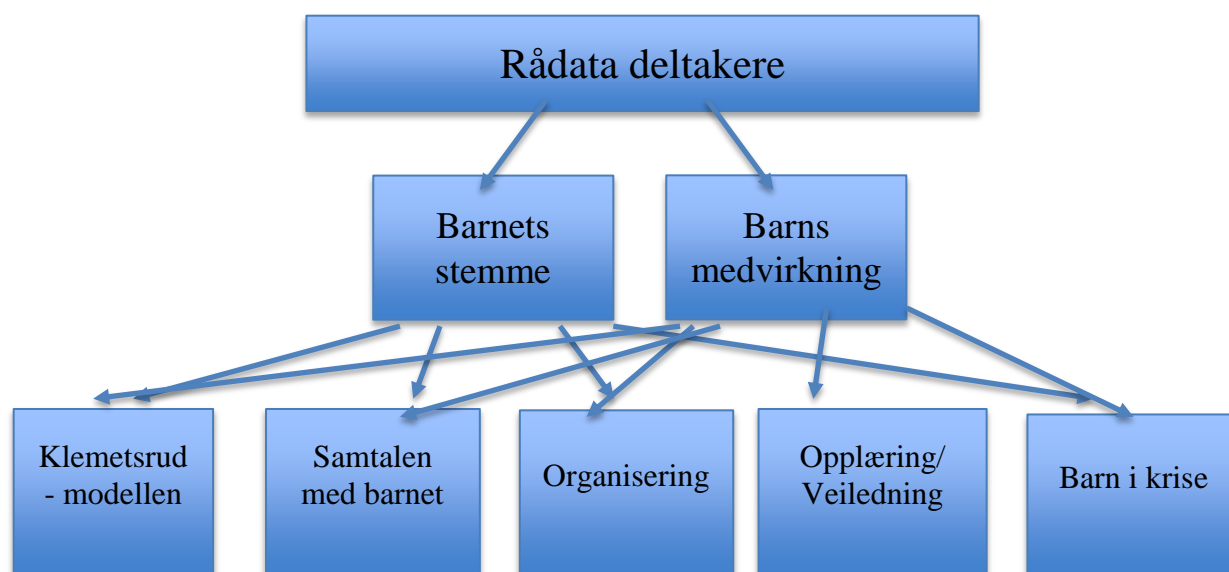 Rådata deltakere
Barnets
stemme
Barns
medvirkning
Klemetsrud
- modellen
Samtalen
med barnet
Organisering
Opplæring/
Veiledning
Barn i krise